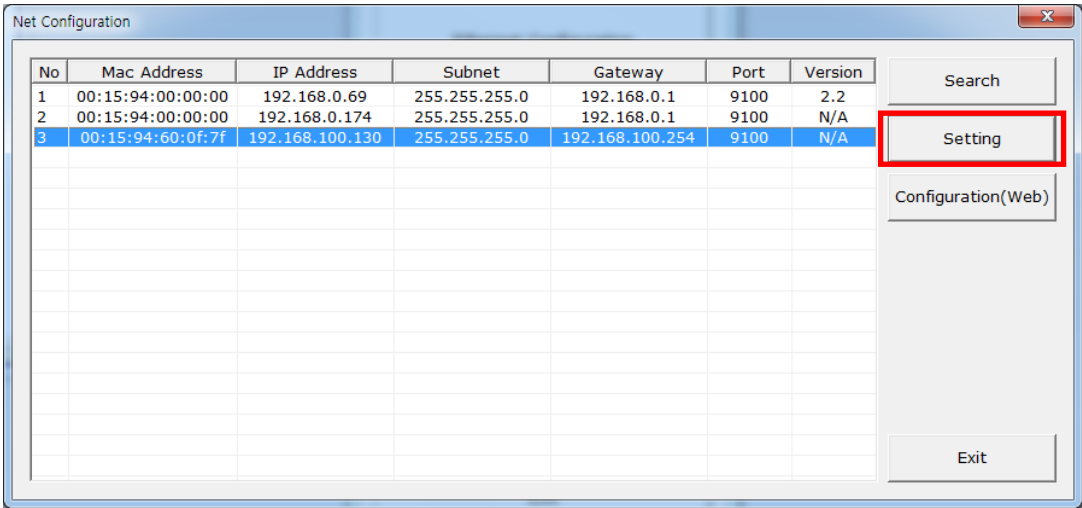 Net Configuration
No Mac Address IP Address Subnet Gateway Port Version
1 00:15:94:00:00:00 192.168.0.69 255.255.255.0 192.168.0.1 9100 2.2
2 00:15:94:00:00:00 192.168.0.174 255.255.255.0 192.168.0.1 9100 N/A
3 00:15:94:60:0f:7f 192.168.100.130 255.255.255.0 192.168.100.254 9100 N/A
Search
Setting
Configuration(Web)
Exit